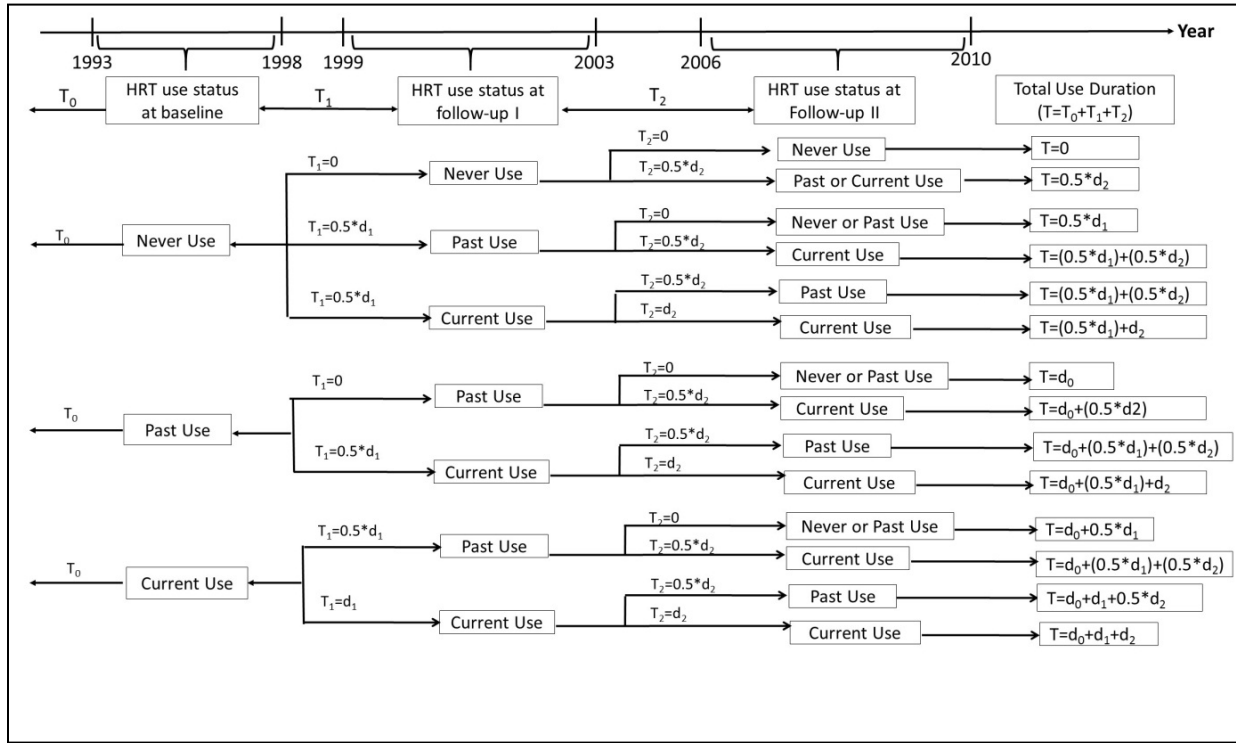 Year
1993 1998 1999 2003 2006 2010
T₀
HRT use status
at baseline
T₁
HRT use status at
follow-up I
T₂
HRT use status at
Follow-up II
Total Use Duration
(T=T₀+T₁+T₂)
T₀
Never Use
T₁=0
Never Use
T₂=0
Never Use
T=0
T₂=0.5*d₂
Past or Current Use
T=0.5*d₂
T₁=0.5*d₁
Past Use
T₂=0
Never or Past Use
T=0.5*d₁
T₂=0.5*d₂
Current Use
T=(0.5*d₁)+(0.5*d₂)
T₁=0.5*d₁
Current Use
T₂=0.5*d₂
Past Use
T=(0.5*d₁)+(0.5*d₂)
T₂=d₂
Current Use
T=(0.5*d₁)+d₂
T₀
Past Use
T₁=0
Past Use
T₂=0
Never or Past Use
T=d₀
T₂=0.5*d₂
Current Use
T=d₀+(0.5*d2)
T₁=0.5*d₁
Current Use
T₂=0.5*d₂
Past Use
T=d₀+(0.5*d₁)+(0.5*d₂)
T₂=d₂
Current Use
T=d₀+(0.5*d₁)+d₂
T₀
Current Use
T₁=0.5*d₁
Past Use
T₂=0
Never or Past Use
T=d₀+0.5*d₁
T₂=0.5*d₂
Current Use
T=d₀+(0.5*d₁)+(0.5*d₂)
T₁=d₁
Current Use
T₂=0.5*d₂
Past Use
T=d₀+d₁+0.5*d₂
T₂=d₂
Current Use
T=d₀+d₁+d₂